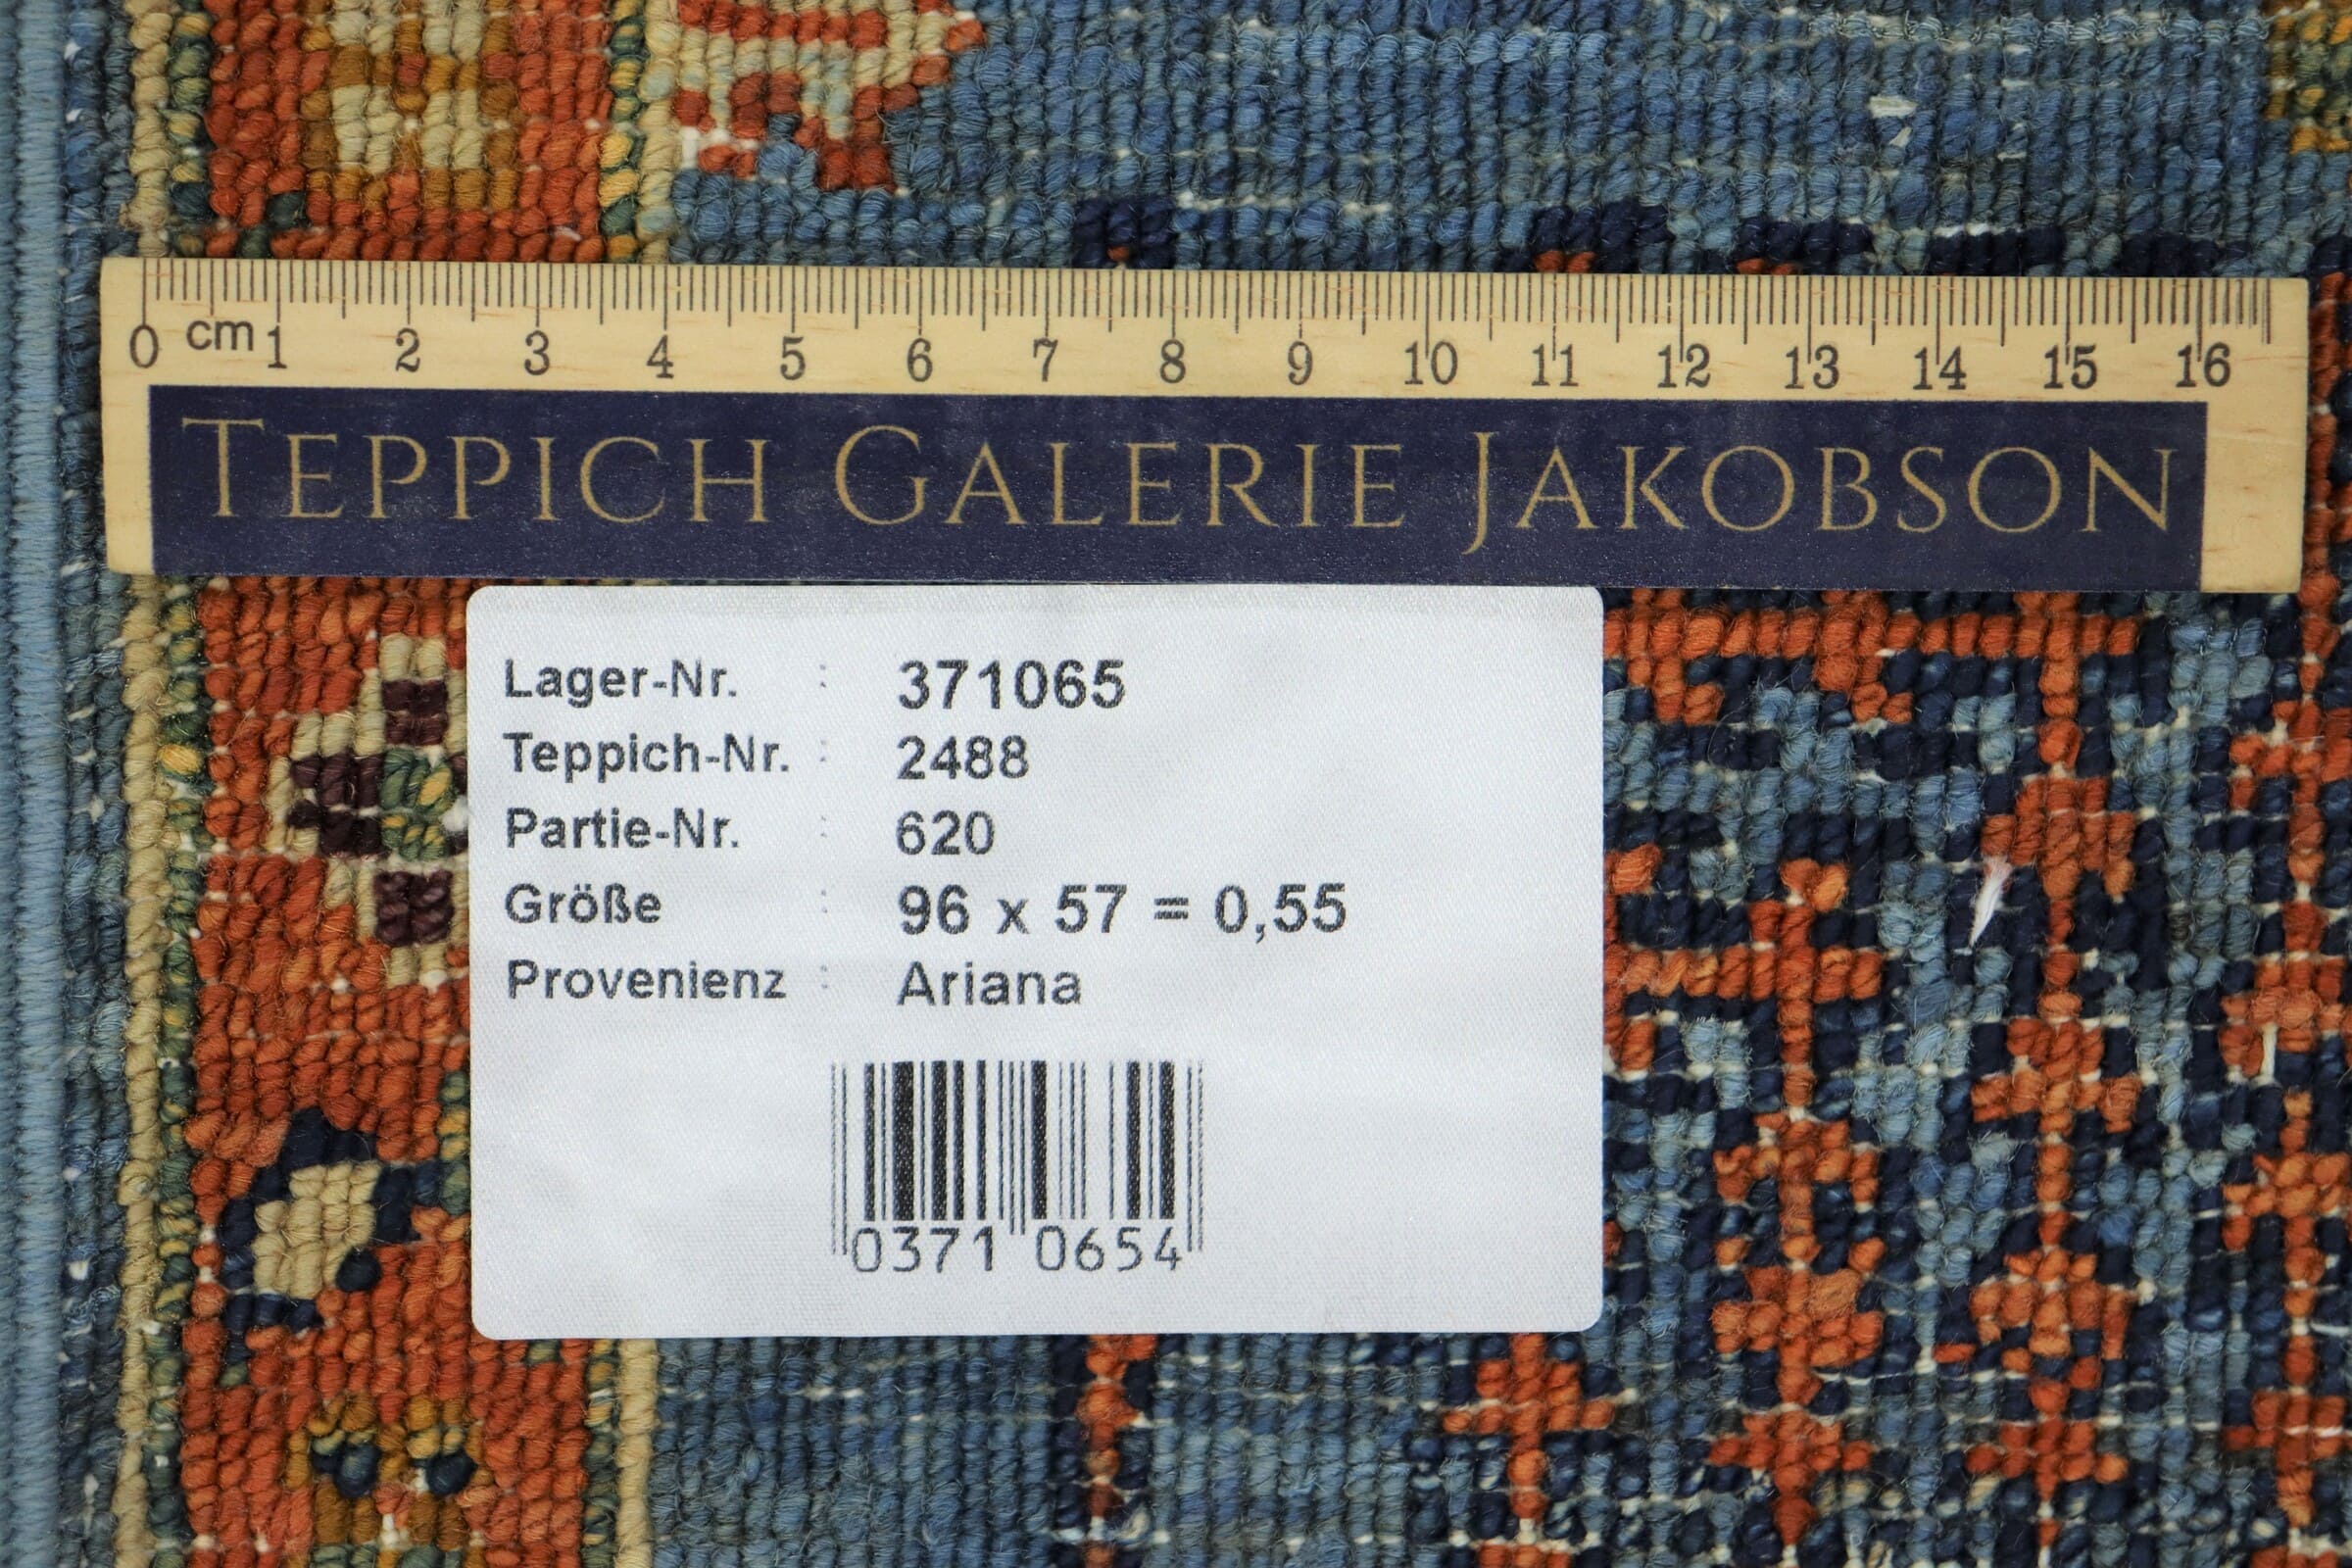 0 cm 1 2 3 4 5 6 7 8 9 10 11 12 13 14 15 16
TEPPICH GALERIE JAKOBSON
Lager-Nr. : 371065
Teppich-Nr. : 2488
Partie-Nr. : 620
Größe : 96 x 57 = 0,55
Provenienz : Ariana
0371 0654